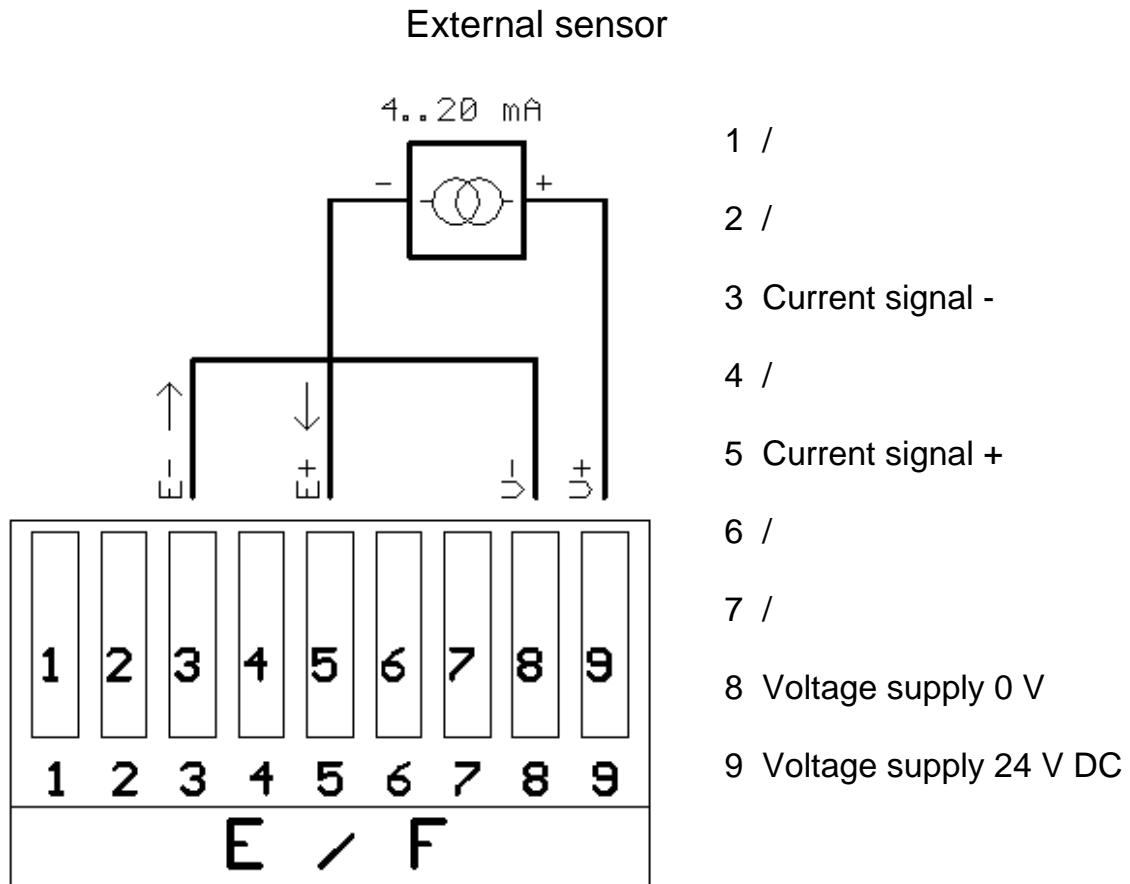 External sensor
4..20 mA
- +
1 /
2 /
3 Current signal -
4 /
5 Current signal +
6 /
7 /
8 Voltage supply 0 V
9 Voltage supply 24 V DC
E- E+ U- U+
1 2 3 4 5 6 7 8 9
1 2 3 4 5 6 7 8 9
E / F